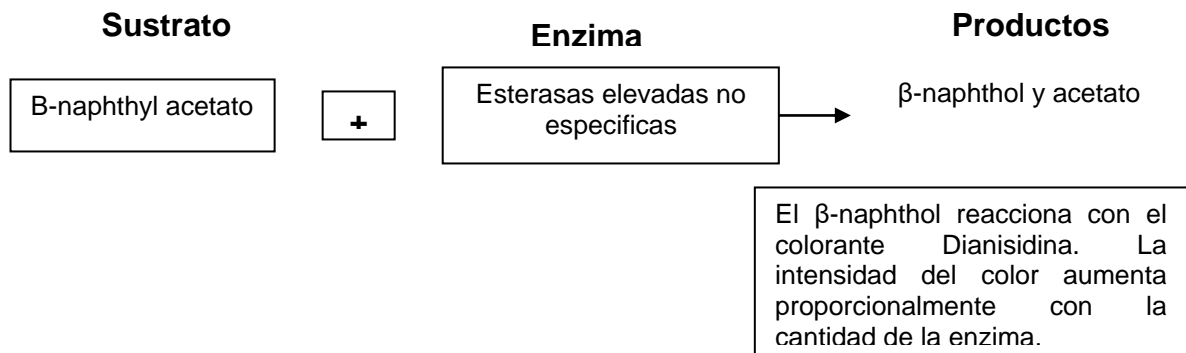 Sustrato
Enzima
Productos
B-naphthyl acetato
+
Esterasas elevadas no
especificas
β-naphthol y acetato
El β-naphthol reacciona con el
colorante Dianisidina. La
intensidad del color aumenta
proporcionalmente con la
cantidad de la enzima.